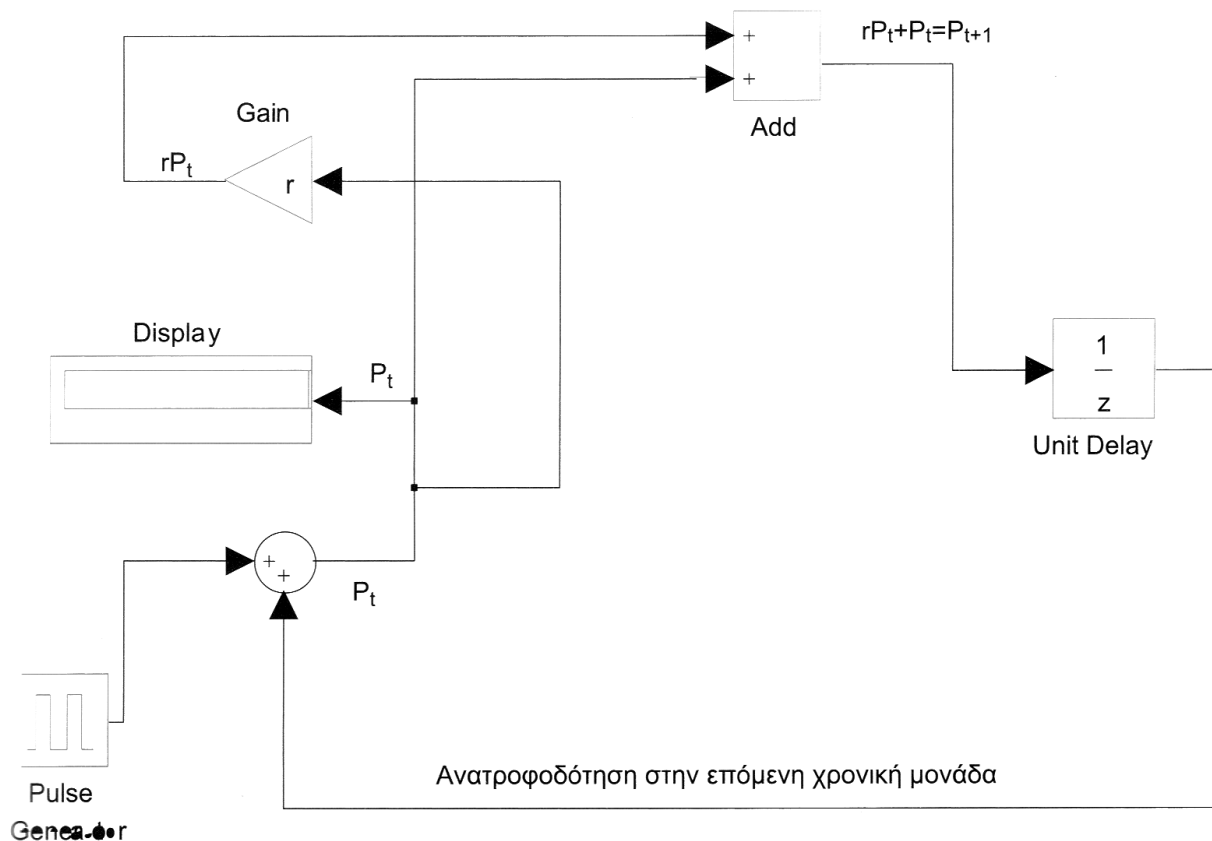 rPₜ+Pₜ=Pₜ₊₁
+
+
Add
Gain
rPₜ
r
Display
Pₜ
1
z
Unit Delay
+
+
Pₜ
Ανατροφοδότηση στην επόμενη χρονική μονάδα
Pulse